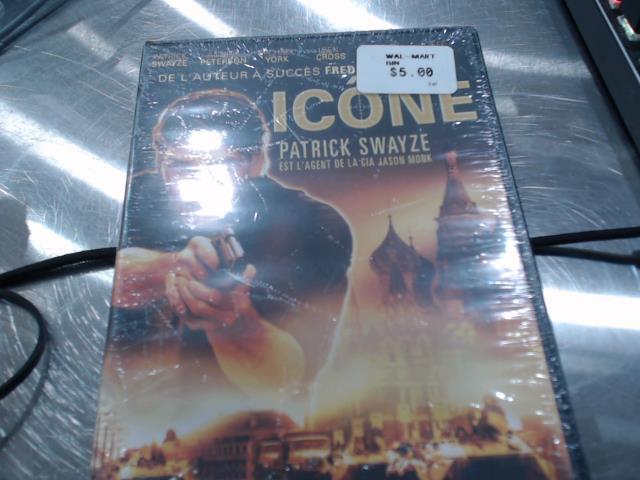 PATRICK SWAYZE PETERSON YORK CROSS
DE L'AUTEUR À SUCCÈS FRED
WAL-MART
$5.00
ICÔNE
PATRICK SWAYZE
EST L'AGENT DE LA CIA JASON MONK